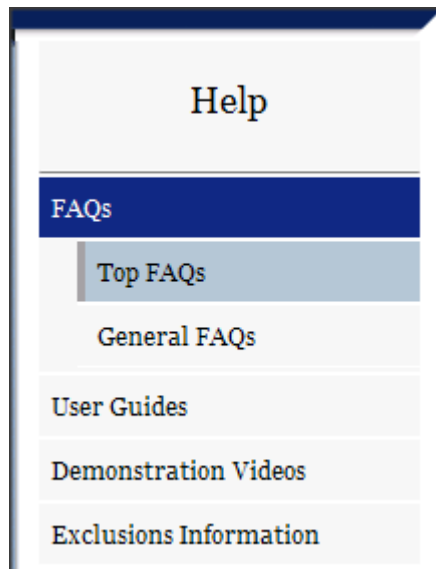 Help
FAQs
Top FAQs
General FAQs
User Guides
Demonstration Videos
Exclusions Information